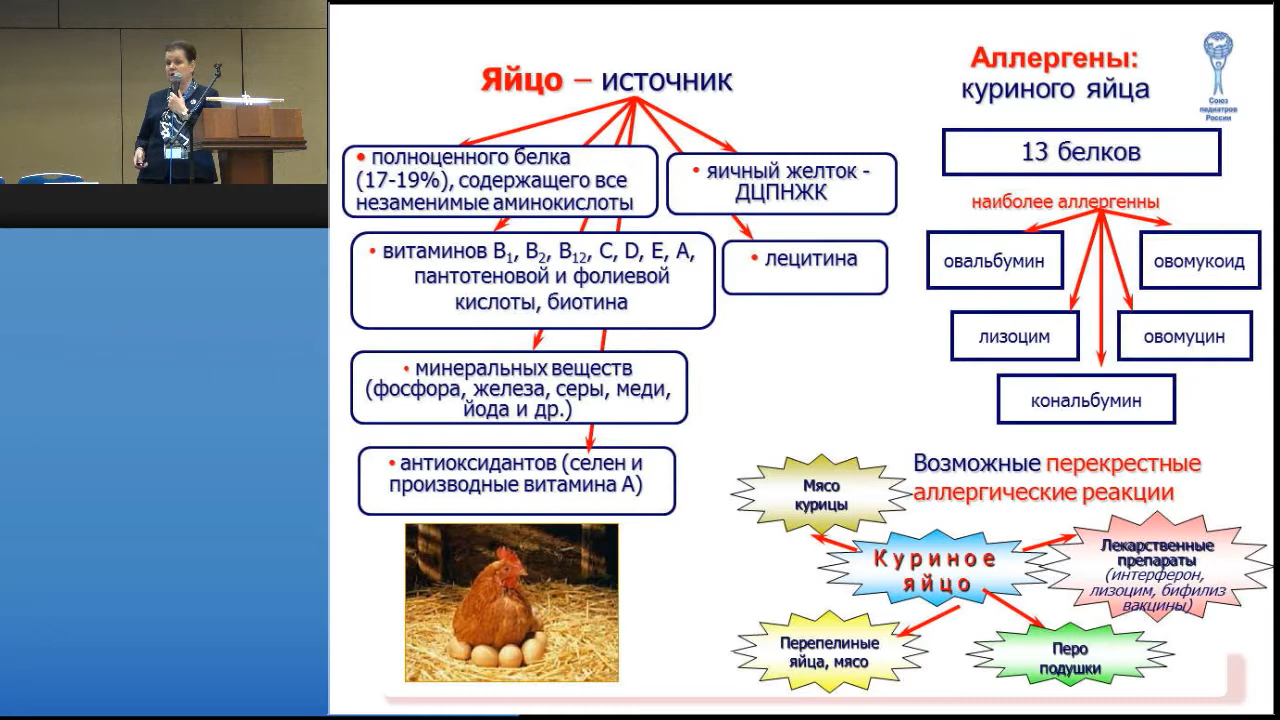 Яйцо – источник
• полноценного белка
(17-19%), содержащего все
незаменимые аминокислоты
• яичный желток -
ДЦПНЖК
• витаминов B1, B2, B12, C, D, E, A,
пантотеновой и фолиевой
кислоты, биотина
• лецитина
• минеральных веществ
(фосфора, железа, серы, меди,
йода и др.)
• антиоксидантов (селен и
производные витамина А)
Аллергены:
куриного яйца
Союз
педиатров
России
13 белков
наиболее аллергенны
овальбумин
овомукоид
лизоцим
овомуцин
кональбумин
Возможные перекрестные
аллергические реакции
Мясо
курицы
Куриное
яйцо
Лекарственные
препараты
(интерферон,
лизоцим, бифилиз
вакцины)
Перепелиные
яйца, мясо
Перо
подушки